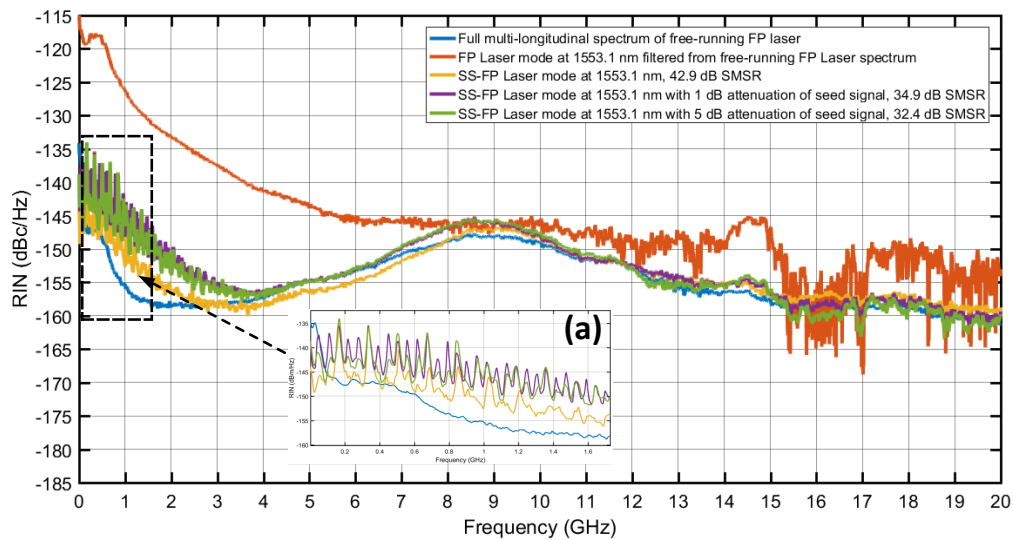 -115
-120
-125
-130
-135
-140
-145
-150
-155
-160
-165
-170
-175
-180
-185
RIN (dBc/Hz)
Full multi-longitudinal spectrum of free-running FP laser
FP Laser mode at 1553.1 nm filtered from free-running FP Laser spectrum
SS-FP Laser mode at 1553.1 nm, 42.9 dB SMSR
SS-FP Laser mode at 1553.1 nm with 1 dB attenuation of seed signal, 34.9 dB SMSR
SS-FP Laser mode at 1553.1 nm with 5 dB attenuation of seed signal, 32.4 dB SMSR
(a)
-135
-140
-145
-150
-155
-160
RIN (dBm/Hz)
0.2 0.4 0.6 0.8 1 1.2 1.4 1.6
Frequency (GHz)
0 1 2 3 4 5 6 7 8 9 10 11 12 13 14 15 16 17 18 19 20
Frequency (GHz)